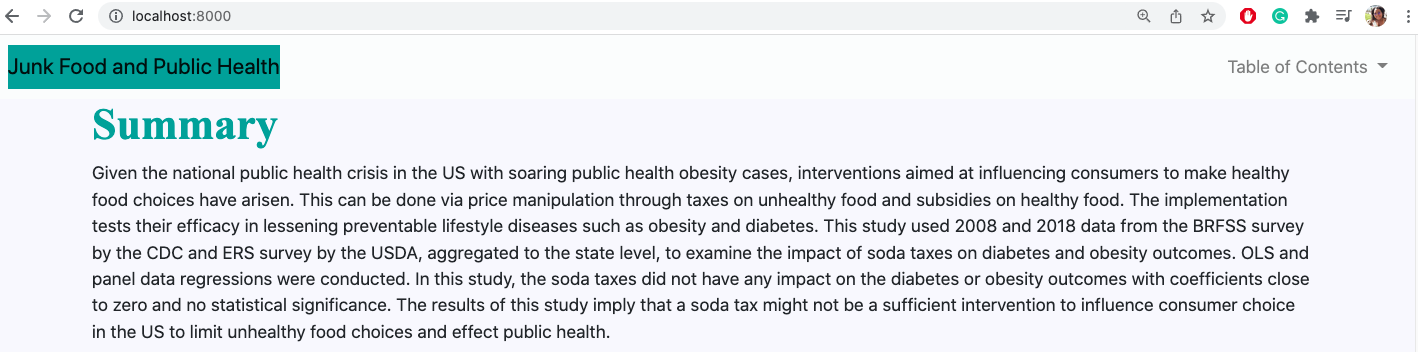 localhost:8000
Junk Food and Public Health
Table of Contents
Summary
Given the national public health crisis in the US with soaring public health obesity cases, interventions aimed at influencing consumers to make healthy
food choices have arisen. This can be done via price manipulation through taxes on unhealthy food and subsidies on healthy food. The implementation
tests their efficacy in lessening preventable lifestyle diseases such as obesity and diabetes. This study used 2008 and 2018 data from the BRFSS survey
by the CDC and ERS survey by the USDA, aggregated to the state level, to examine the impact of soda taxes on diabetes and obesity outcomes. OLS and
panel data regressions were conducted. In this study, the soda taxes did not have any impact on the diabetes or obesity outcomes with coefficients close
to zero and no statistical significance. The results of this study imply that a soda tax might not be a sufficient intervention to influence consumer choice
in the US to limit unhealthy food choices and effect public health.